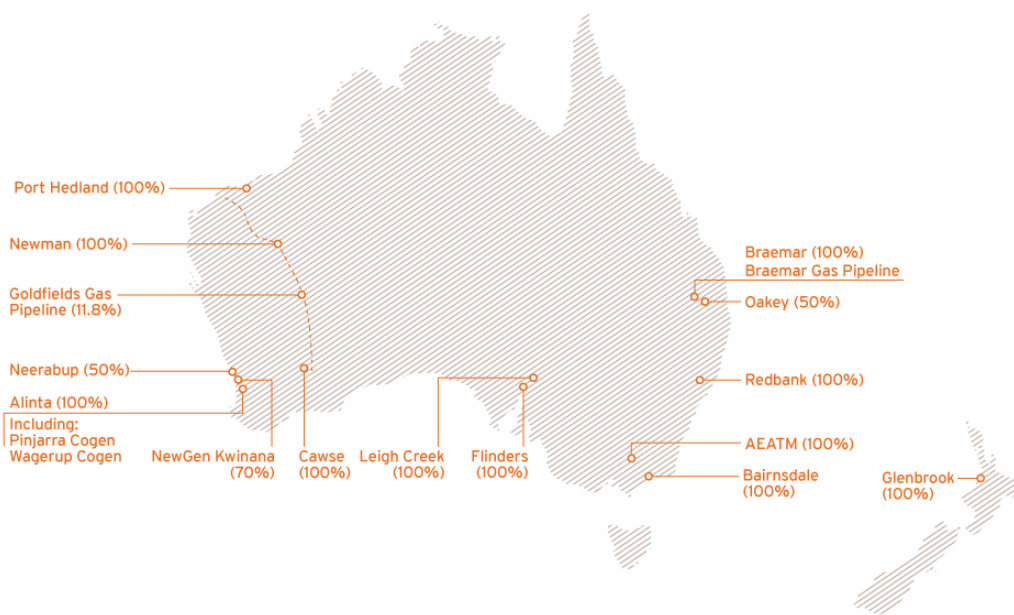 Port Hedland (100%)
Newman (100%)
Goldfields Gas
Pipeline (11.8%)
Neerabup (50%)
Alinta (100%)
Including:
Pinjarra Cogen
Wagerup Cogen
NewGen Kwinana
(70%)
Cawse
(100%)
Leigh Creek
(100%)
Flinders
(100%)
Braemar (100%)
Braemar Gas Pipeline
Oakey (50%)
Redbank (100%)
AEATM (100%)
Bairnsdale
(100%)
Glenbrook
(100%)